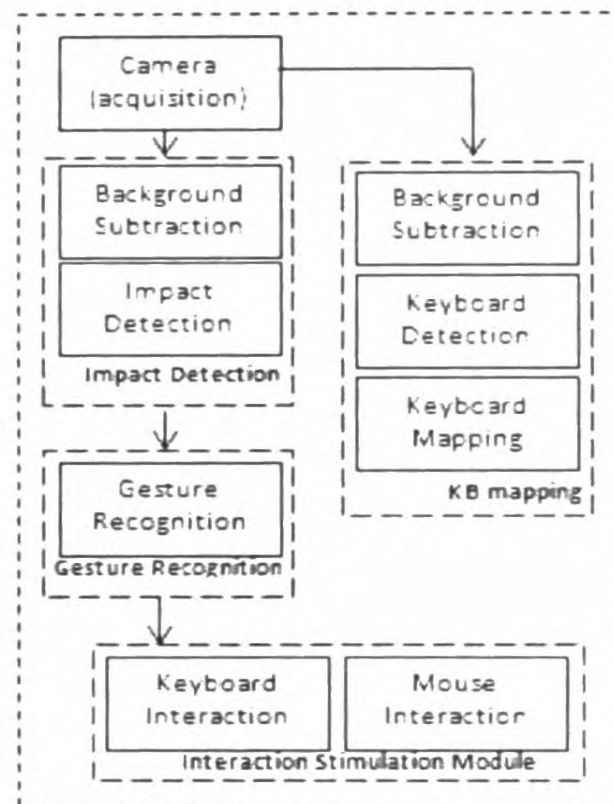 Camera
(acquisition)
Background
Subtraction
Impact
Detection
Impact Detection
Background
Subtraction
Keyboard
Detection
Keyboard
Mapping
KB mapping
Gesture
Recognition
Gesture Recognition
Keyboard
Interaction
Mouse
Interaction
Interaction Stimulation Module